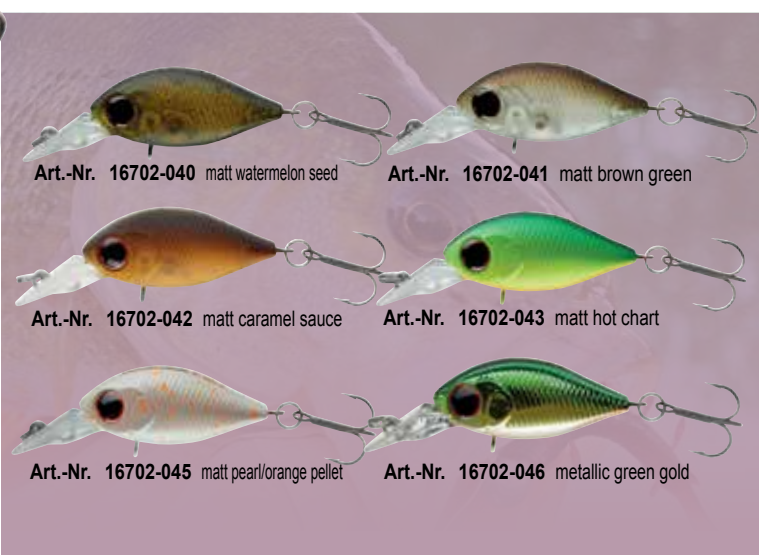 Art.-Nr. 16702-040 matt watermelon seed
Art.-Nr. 16702-041 matt brown green
Art.-Nr. 16702-042 matt caramel sauce
Art.-Nr. 16702-043 matt hot chart
Art.-Nr. 16702-045 matt pearl/orange pellet
Art.-Nr. 16702-046 metallic green gold